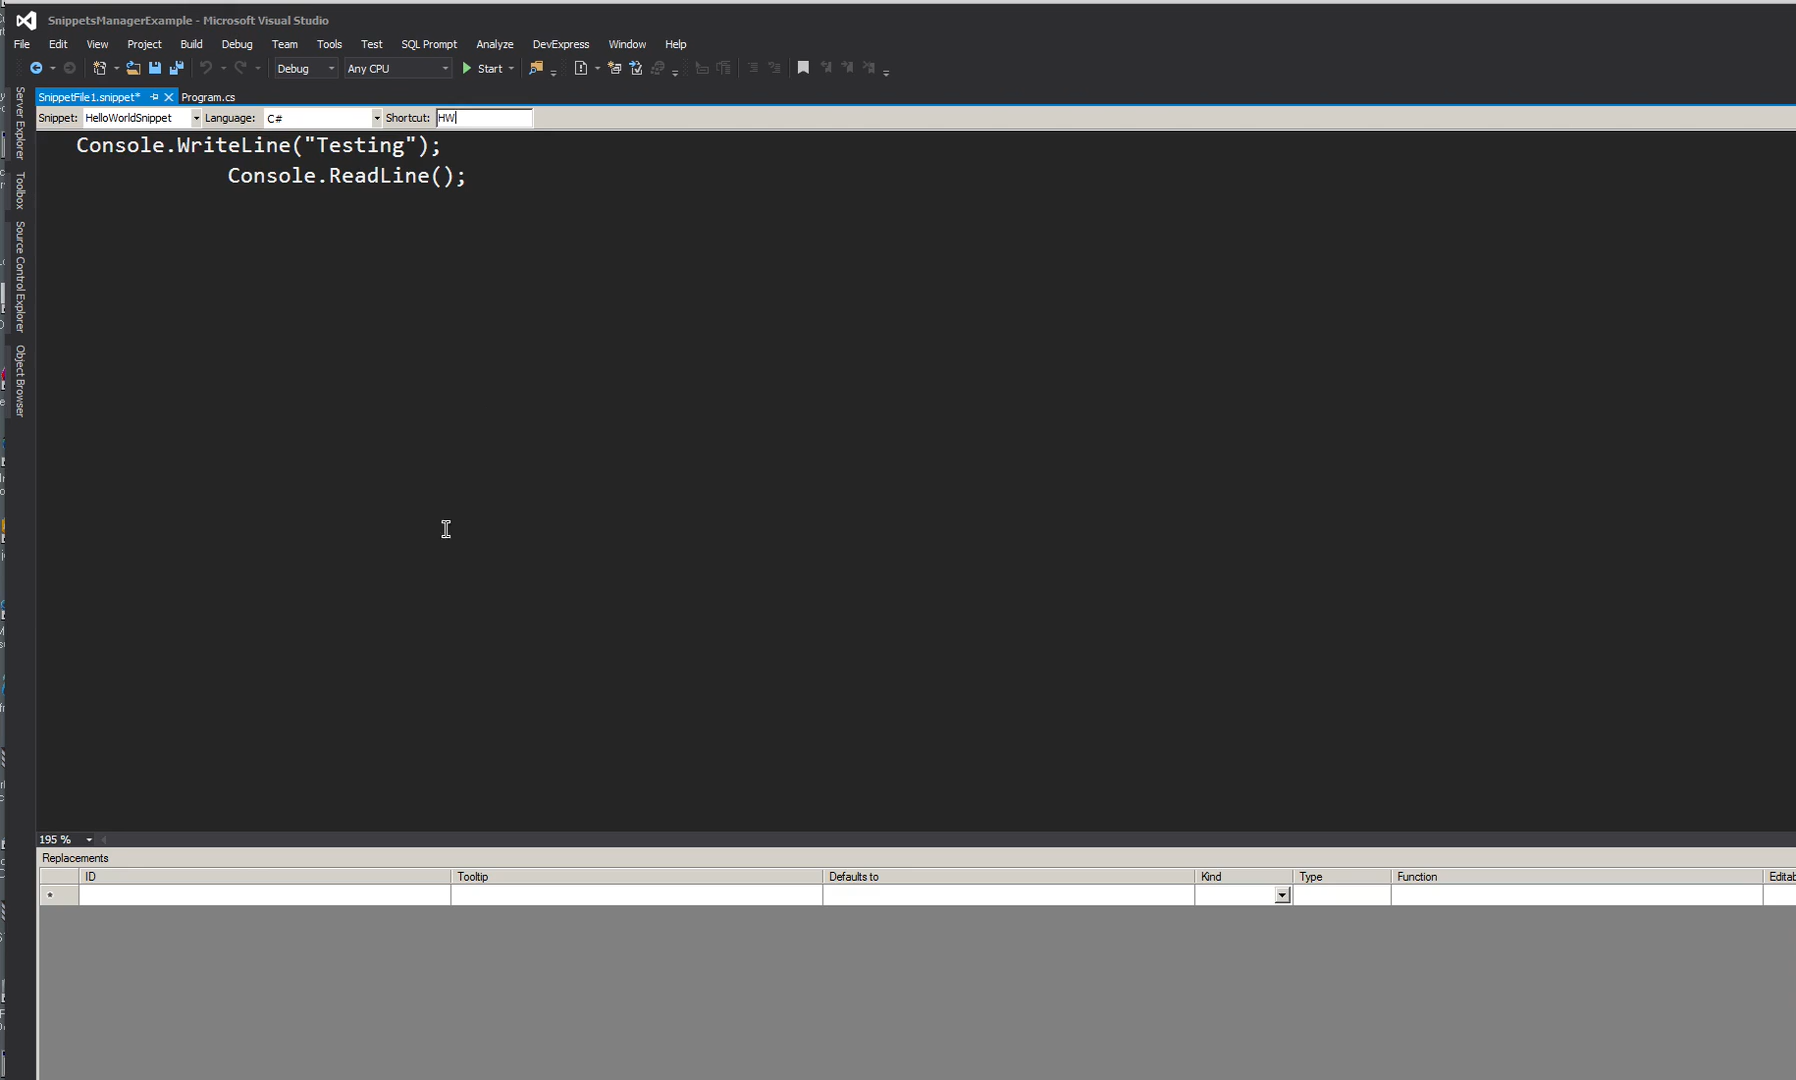 SnippetsManagerExample - Microsoft Visual Studio
File Edit View Project Build Debug Team Tools Test SQL Prompt Analyze DevExpress Window Help
Debug Any CPU Start
SnippetFile1.snippet* Program.cs
Snippet: HelloWorldSnippet Language: C# Shortcut: HW
Console.WriteLine("Testing");
Console.ReadLine();
Server Explorer
Toolbox
Source Control Explorer
Object Browser
195 %
Replacements
ID Tooltip Defaults to Kind Type Function Editab
*